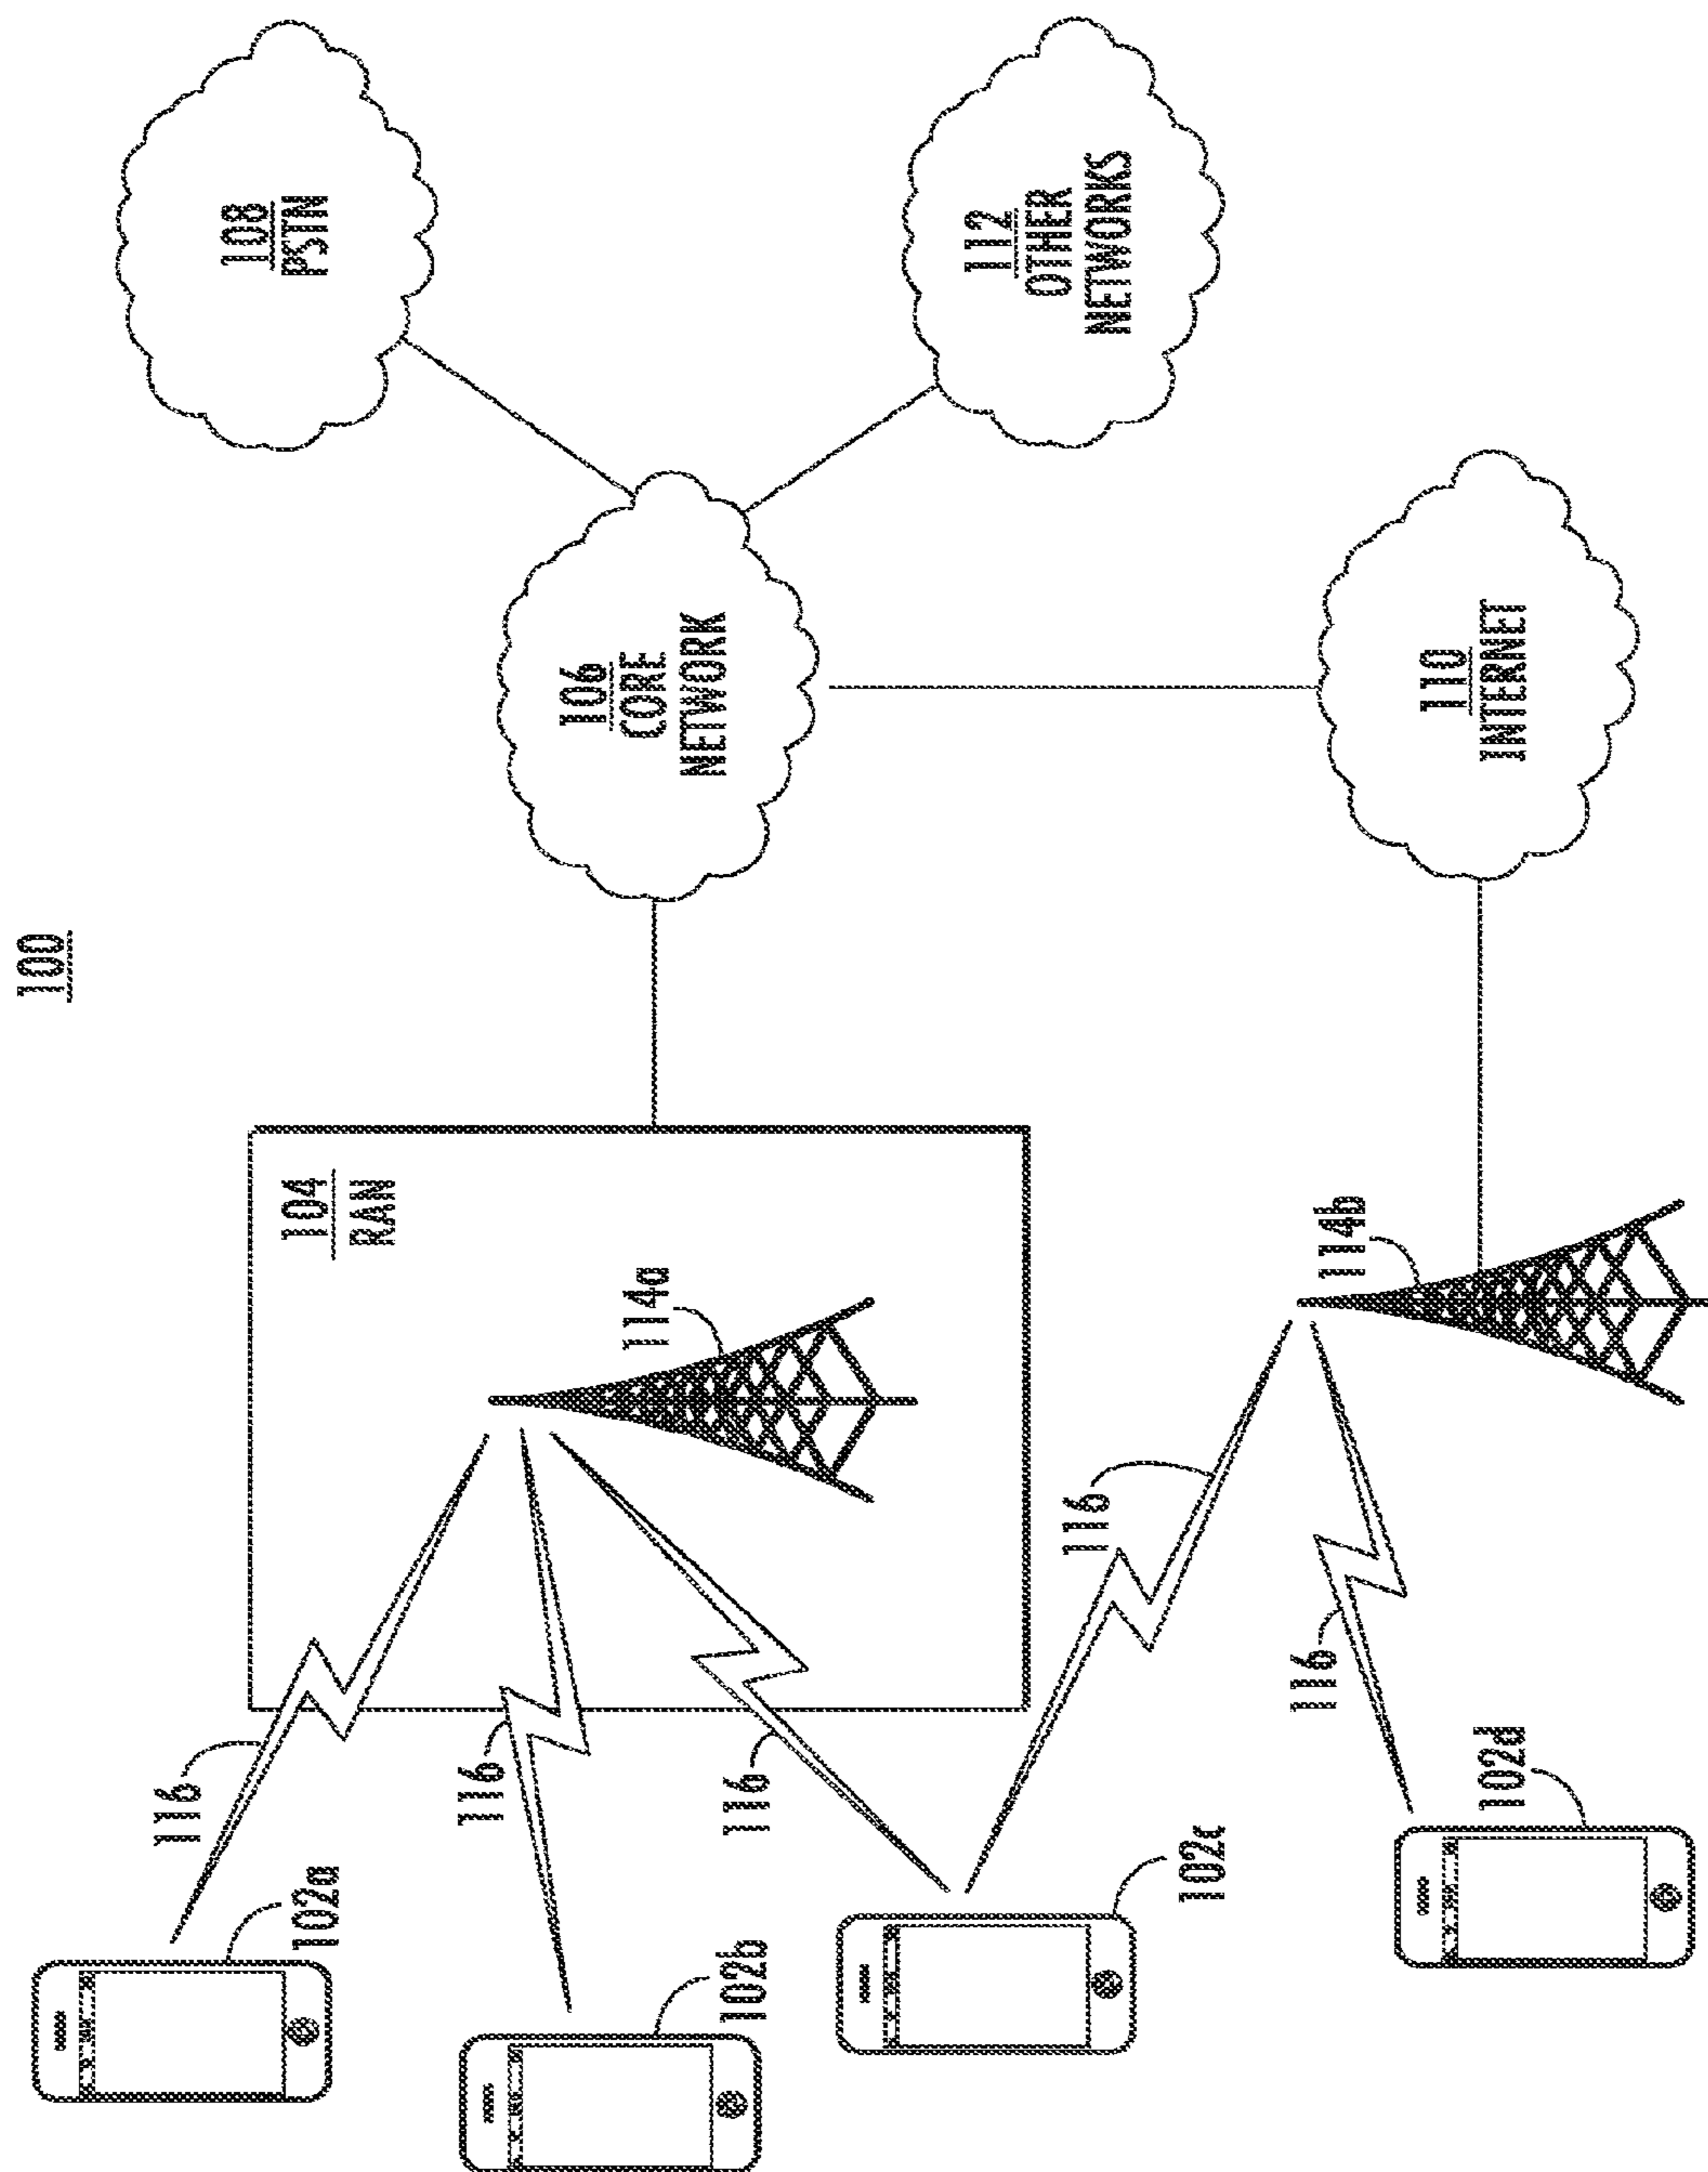 100
108
PSTN
106
CORE
NETWORK
112
OTHER
NETWORKS
110
INTERNET
104
RAN
114a
114b
116
116
116
116
116
102a
102b
102c
102d